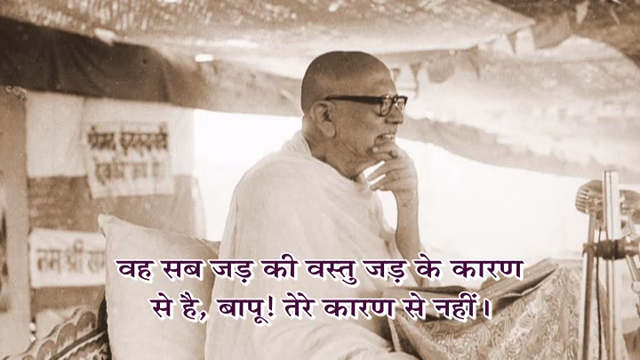 वह सब जड़ की वस्तु जड़ के कारण
से है, बापू! तेरे कारण से नहीं।